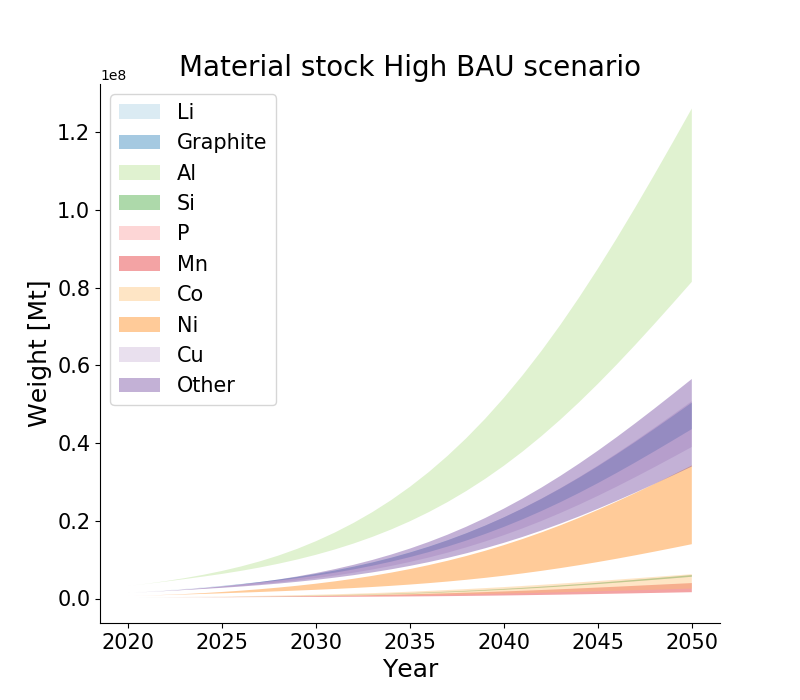 Material stock High BAU scenario
1e8
Li
Graphite
Al
Si
P
Mn
Co
Ni
Cu
Other
1.2
1.0
0.8
0.6
0.4
0.2
0.0
Weight [Mt]
2020 2025 2030 2035 2040 2045 2050
Year